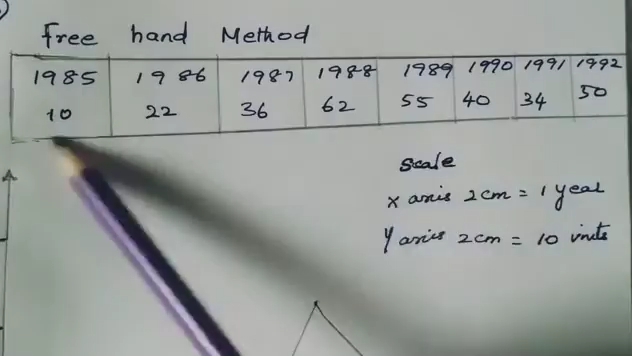 Free hand Method
1985 1986 1987 1988 1989 1990 1991 1992
10 22 36 62 55 40 34 50
Scale
x axis 2cm = 1 year
Y axis 2cm = 10 units